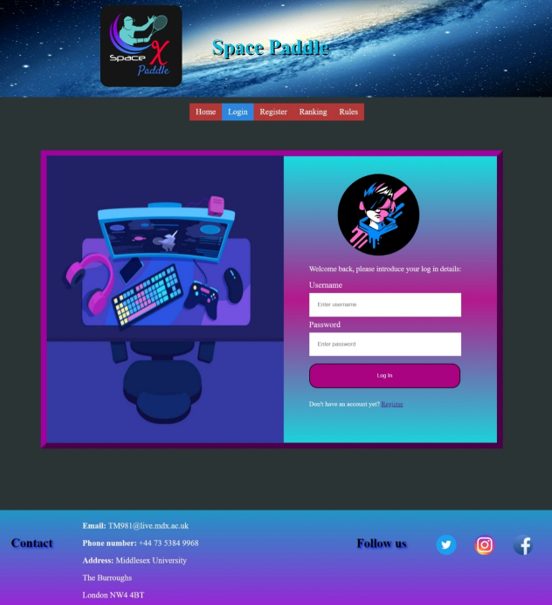 Space X
Paddle
Space Paddle
Home Login Register Ranking Rules
Welcome back, please introduce your log in details:
Username
Enter username
Password
Enter password
Log In
Don't have an account yet? Register
Contact
Email: TM981@live.mdx.ac.uk
Phone number: +44 73 5384 9968
Address: Middlesex University
The Burroughs
London NW4 4BT
Follow us